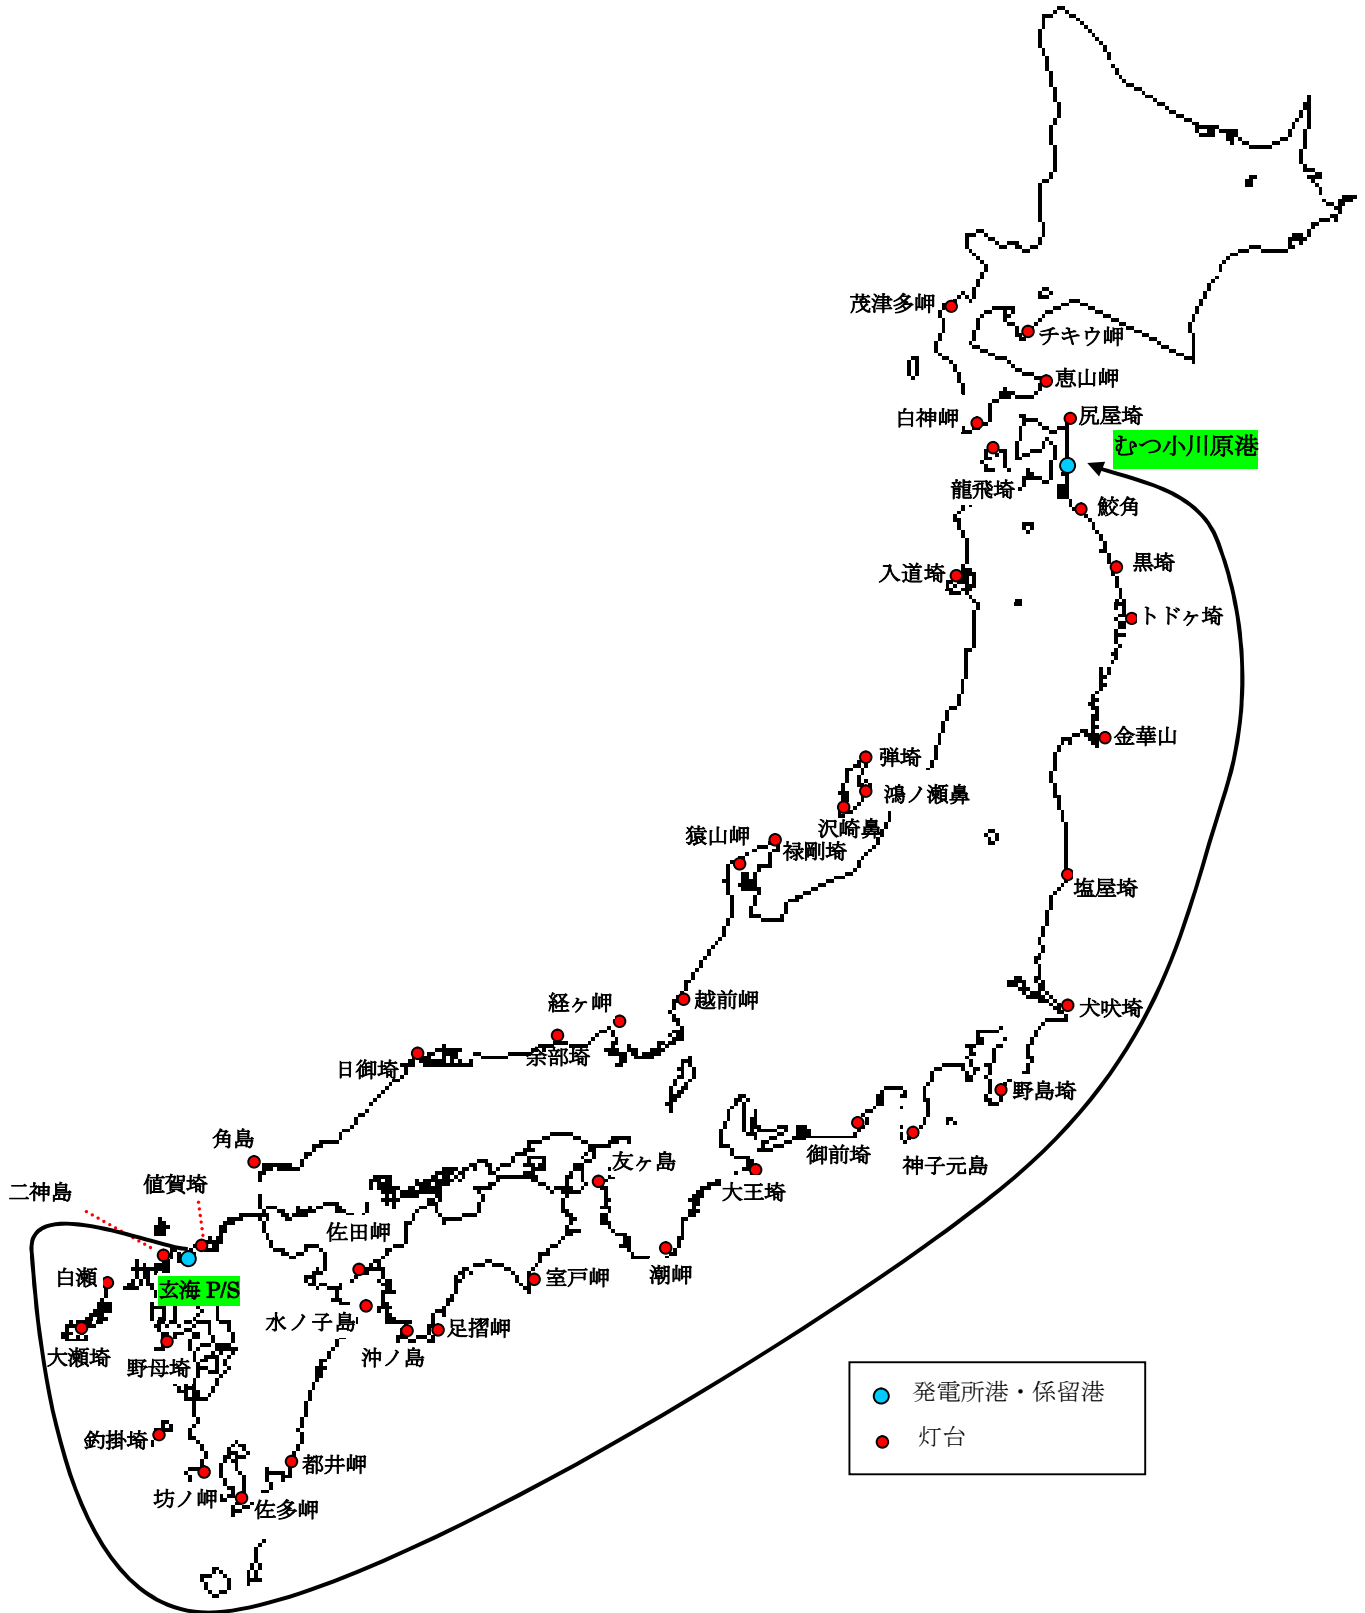 茂津多岬
チキウ岬
恵山岬
白神岬
尻屋埼
むつ小川原港
龍飛埼
鮫角
入道埼
黒埼
トドヶ埼
金華山
弾埼
鴻ノ瀬鼻
沢崎鼻
猿山岬
禄剛埼
塩屋埼
経ヶ岬
越前岬
犬吠埼
余部埼
日御埼
野島埼
角島
友ヶ島
御前埼
神子元島
二神島
値賀埼
大王埼
佐田岬
白瀬
玄海 P/S
室戸岬
潮岬
水ノ子島
足摺岬
大瀬埼
野母埼
沖ノ島
発電所港・係留港
灯台
釣掛埼
都井岬
坊ノ岬
佐多岬